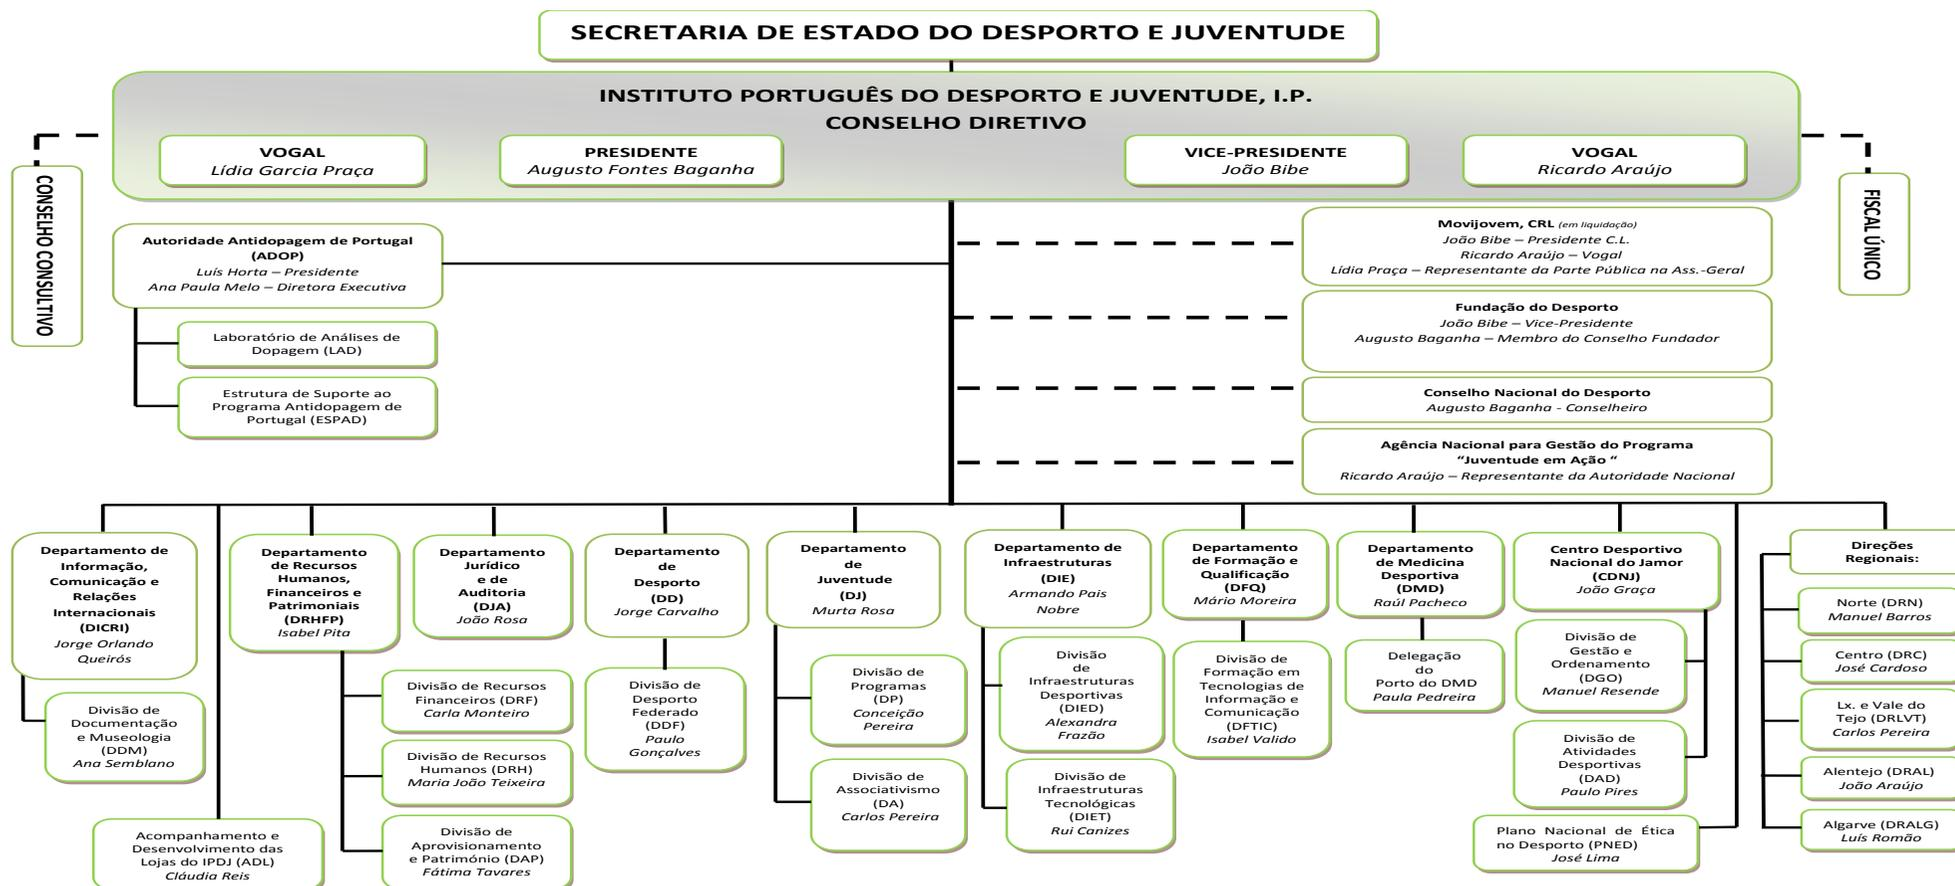 SECRETARIA DE ESTADO DO DESPORTO E JUVENTUDE
INSTITUTO PORTUGUÊS DO DESPORTO E JUVENTUDE, I.P.
CONSELHO DIRETIVO
VOGAL
Lídia Garcia Praça
PRESIDENTE
Augusto Fontes Baganha
VICE-PRESIDENTE
João Bibe
VOGAL
Ricardo Araújo
CONSELHO CONSULTIVO
FISCAL ÚNICO
Autoridade Antidopagem de Portugal
(ADOP)
Luís Horta – Presidente
Ana Paula Melo – Diretora Executiva
Laboratório de Análises de
Dopagem (LAD)
Estrutura de Suporte ao
Programa Antidopagem de
Portugal (ESPAD)
Movijovem, CRL (em liquidação)
João Bibe – Presidente C.L.
Ricardo Araújo – Vogal
Lídia Praça – Representante da Parte Pública na Ass.-Geral
Fundação do Desporto
João Bibe – Vice-Presidente
Augusto Baganha – Membro do Conselho Fundador
Conselho Nacional do Desporto
Augusto Baganha - Conselheiro
Agência Nacional para Gestão do Programa
“Juventude em Ação “
Ricardo Araújo – Representante da Autoridade Nacional
Departamento de
Informação,
Comunicação e
Relações
Internacionais
(DICRI)
Jorge Orlando
Queirós
Divisão de
Documentação
e Museologia
(DDM)
Ana Semblano
Acompanhamento e
Desenvolvimento das
Lojas do IPDJ (ADL)
Cláudia Reis
Departamento
de Recursos
Humanos,
Financeiros e
Patrimoniais
(DRHFP)
Isabel Pita
Divisão de Recursos
Financeiros (DRF)
Carla Monteiro
Divisão de Recursos
Humanos (DRH)
Maria João Teixeira
Divisão de
Aprovisionamento
e Património (DAP)
Fátima Tavares
Departamento
Jurídico
e de
Auditoria
(DJA)
João Rosa
Departamento
de
Desporto
(DD)
Jorge Carvalho
Divisão de
Desporto
Federado
(DDF)
Paulo
Gonçalves
Departamento
de
Juventude
(DJ)
Murta Rosa
Divisão de
Programas
(DP)
Conceição
Pereira
Divisão de
Associativismo
(DA)
Carlos Pereira
Departamento de
Infraestruturas
(DIE)
Armando Pais
Nobre
Divisão
de
Infraestruturas
Desportivas
(DIED)
Alexandra
Frazão
Divisão de
Infraestruturas
Tecnológicas
(DIET)
Rui Canizes
Departamento
de Formação e
Qualificação
(DFQ)
Mário Moreira
Divisão de
Formação em
Tecnologias de
Informação e
Comunicação
(DFTIC)
Isabel Valido
Departamento
de Medicina
Desportiva
(DMD)
Raúl Pacheco
Delegação
do
Porto do DMD
Paula Pedreira
Centro Desportivo
Nacional do Jamor
(CDNJ)
João Graça
Divisão de
Gestão e
Ordenamento
(DGO)
Manuel Resende
Divisão de
Atividades
Desportivas
(DAD)
Paulo Pires
Plano Nacional de Ética
no Desporto (PNED)
José Lima
Direções
Regionais:
Norte (DRN)
Manuel Barros
Centro (DRC)
José Cardoso
Lx. e Vale do
Tejo (DRLVT)
Carlos Pereira
Alentejo (DRAL)
João Araújo
Algarve (DRALG)
Luís Romão